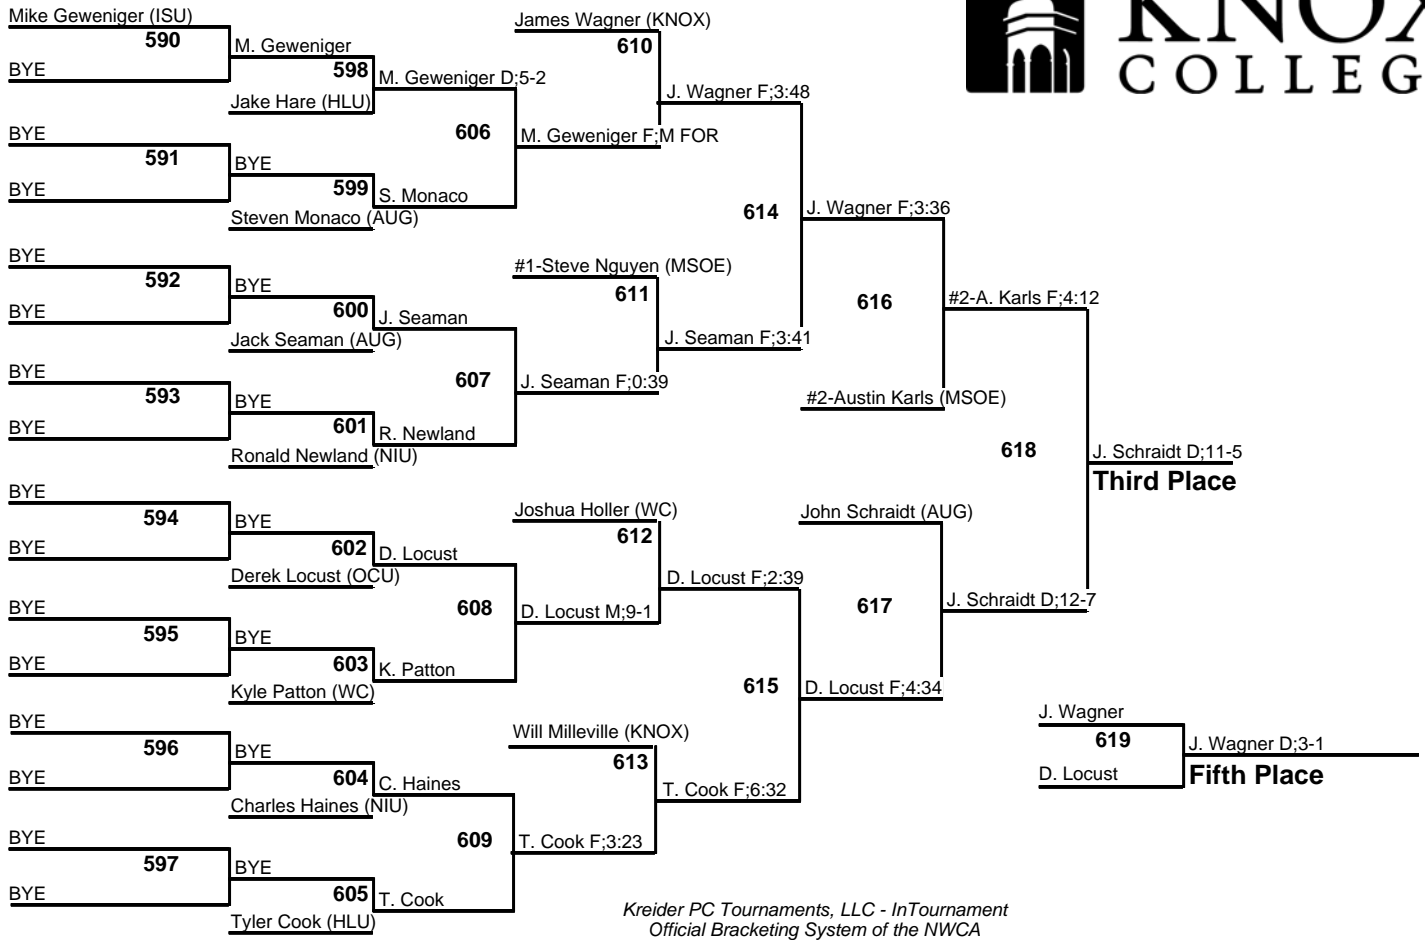 Mike Geweniger (ISU)
590
BYE
M. Geweniger
598
Jake Hare (HLU)
M. Geweniger D;5-2
BYE
591
BYE
BYE
599
Steven Monaco (AUG)
S. Monaco
606
M. Geweniger F;M FOR
James Wagner (KNOX)
610
J. Wagner F;3:48
BYE
592
BYE
BYE
600
Jack Seaman (AUG)
J. Seaman
BYE
593
BYE
BYE
601
Ronald Newland (NIU)
R. Newland
607
J. Seaman F;0:39
#1-Steve Nguyen (MSOE)
611
J. Seaman F;3:41
614
J. Wagner F;3:36
616
#2-Austin Karls (MSOE)
#2-A. Karls F;4:12
BYE
594
BYE
BYE
602
Derek Locust (OCU)
D. Locust
BYE
595
BYE
BYE
603
Kyle Patton (WC)
K. Patton
608
D. Locust M;9-1
Joshua Holler (WC)
612
D. Locust F;2:39
BYE
596
BYE
BYE
604
Charles Haines (NIU)
C. Haines
BYE
597
BYE
BYE
605
Tyler Cook (HLU)
T. Cook
609
T. Cook F;3:23
Will Milleville (KNOX)
613
T. Cook F;6:32
615
D. Locust F;4:34
John Schraidt (AUG)
617
J. Schraidt D;12-7
618
J. Schraidt D;11-5
Third Place
J. Wagner
619
D. Locust
J. Wagner D;3-1
Fifth Place
KNOX
COLLEG
Kreider PC Tournaments, LLC - InTournament
Official Bracketing System of the NWCA